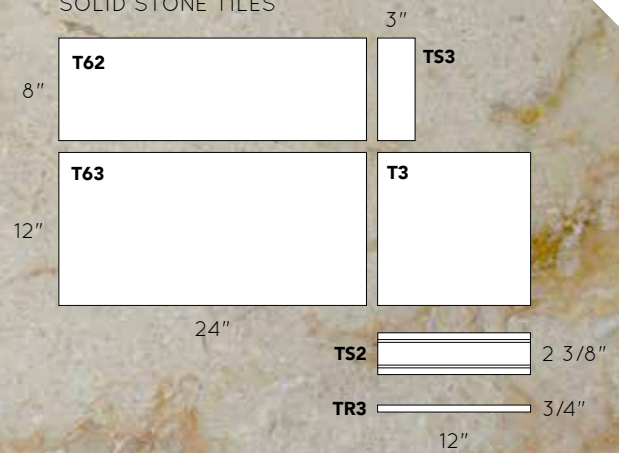 SOLID STONE TILES
3"
T62
TS3
8"
T63
T3
12"
24"
TS2
2 3/8"
TR3
3/4"
12"